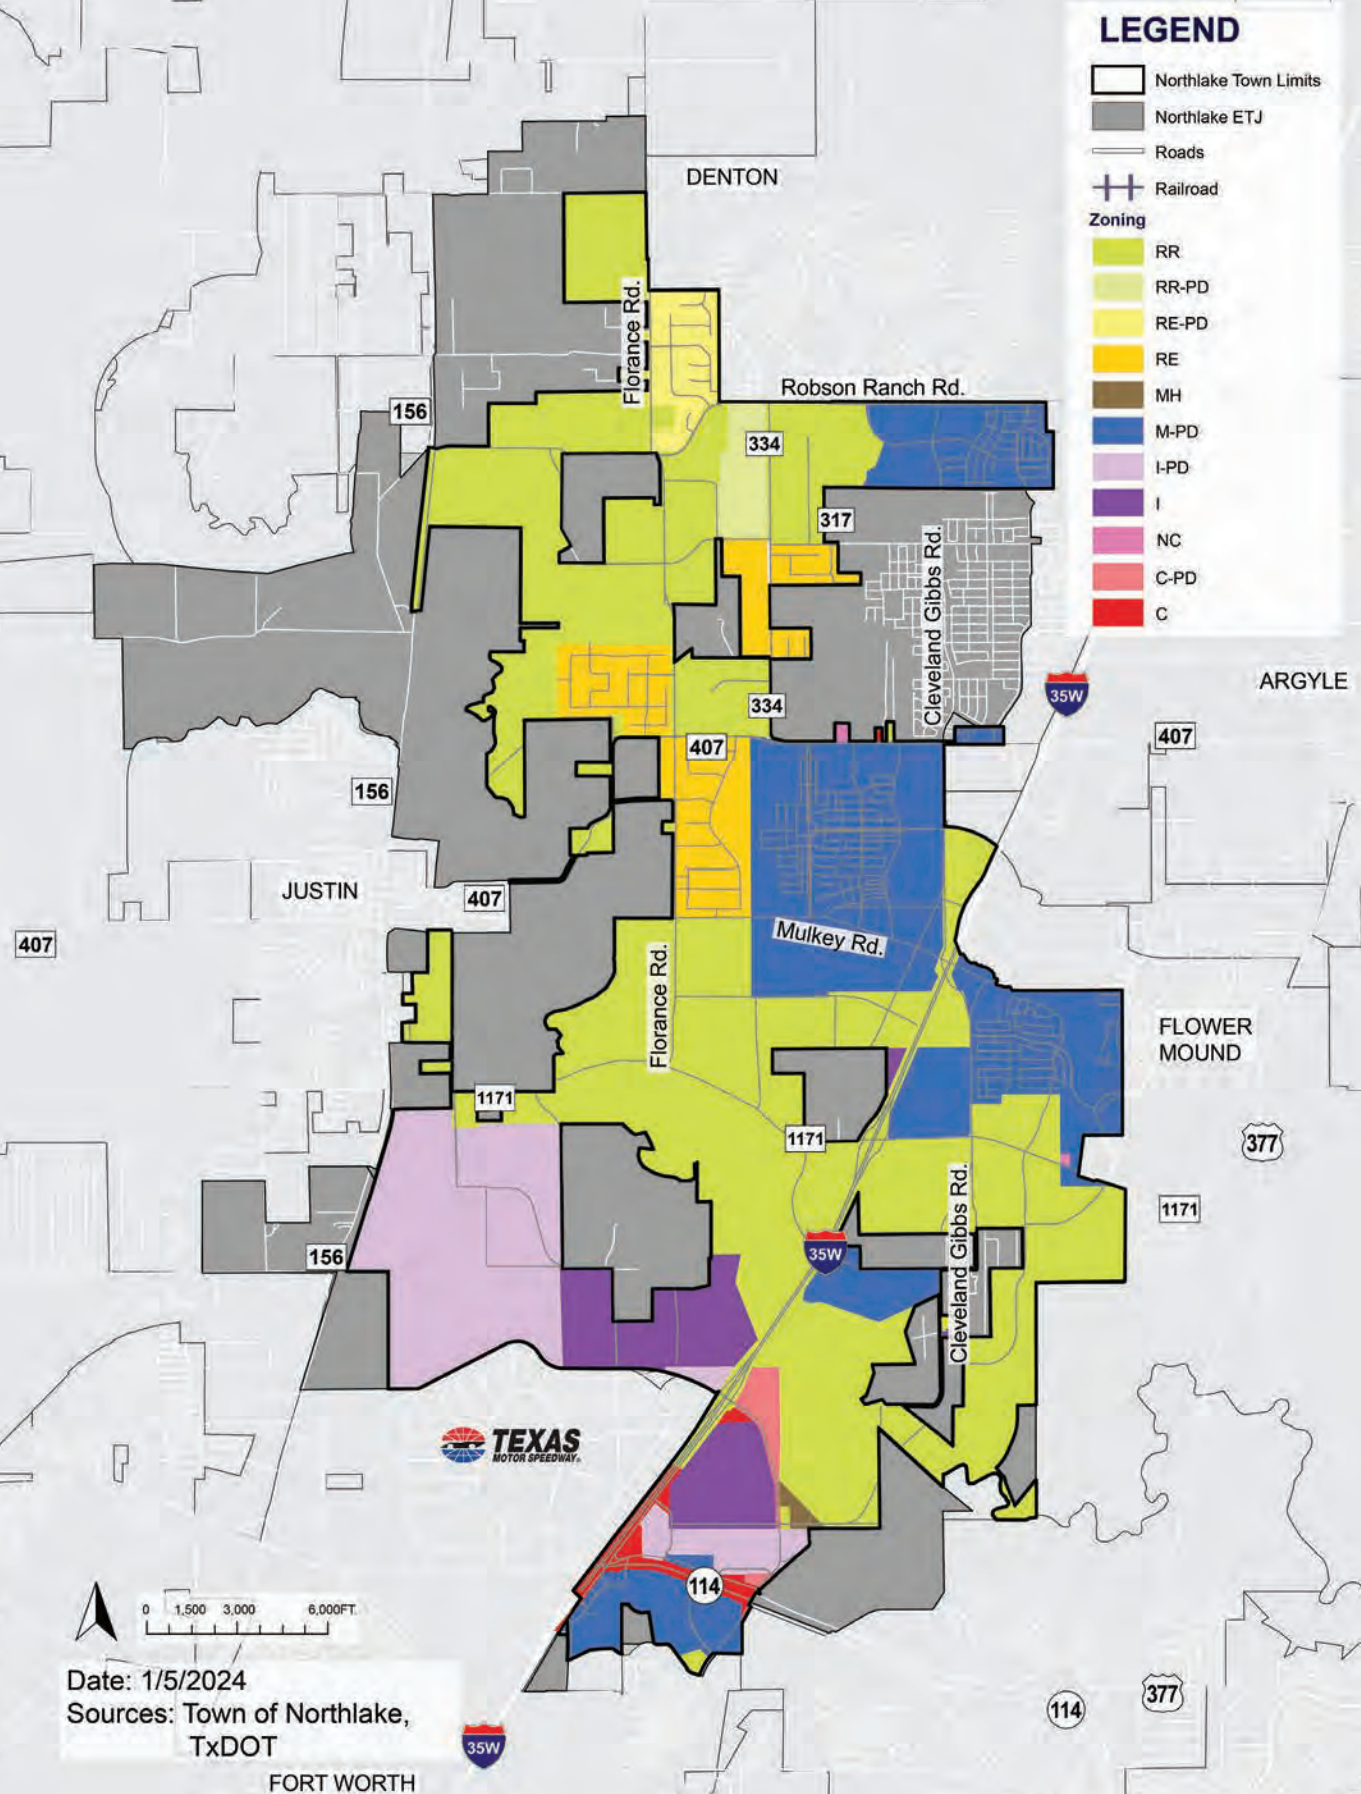 LEGEND
Northlake Town Limits
Northlake ETJ
Roads
Railroad
Zoning
RR
RR-PD
RE-PD
RE
MH
M-PD
I-PD
I
NC
C-PD
C
DENTON
Florance Rd.
Robson Ranch Rd.
156
334
317
Cleveland Gibbs Rd.
35W
ARGYLE
334
407
407
156
JUSTIN
407
407
Mulkey Rd.
Florance Rd.
FLOWER
MOUND
1171
1171
377
1171
Cleveland Gibbs Rd.
156
35W
TEXAS
MOTOR SPEEDWAY
114
0 1,500 3,000 6,000FT.
Date: 1/5/2024
Sources: Town of Northlake,
TxDOT
35W
114
377
FORT WORTH